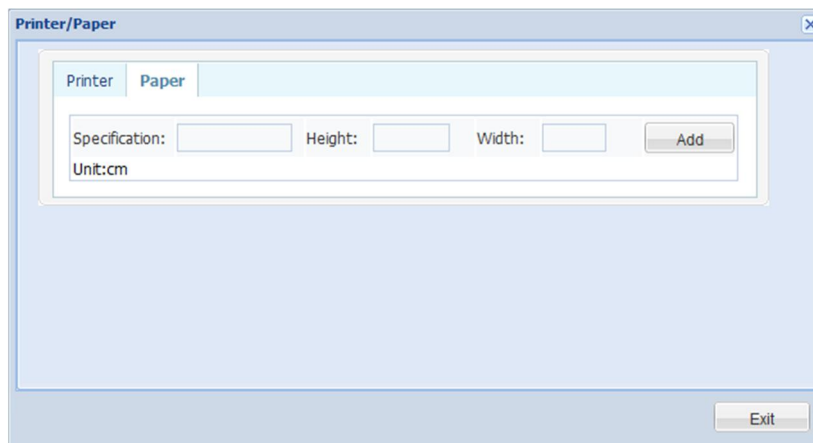 Printer/Paper
Printer Paper
Specification: Height: Width: Add
Unit:cm
Exit